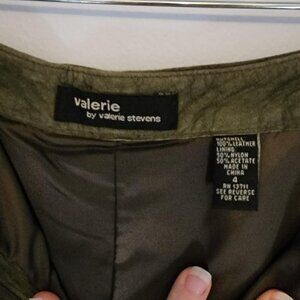 valerie
by valerie stevens
NUTSHELL
100% LEATHER
LINING
50% NYLON
50% ACETATE
MADE IN
CHINA
4
RN 13711
SEE REVERSE
FOR CARE